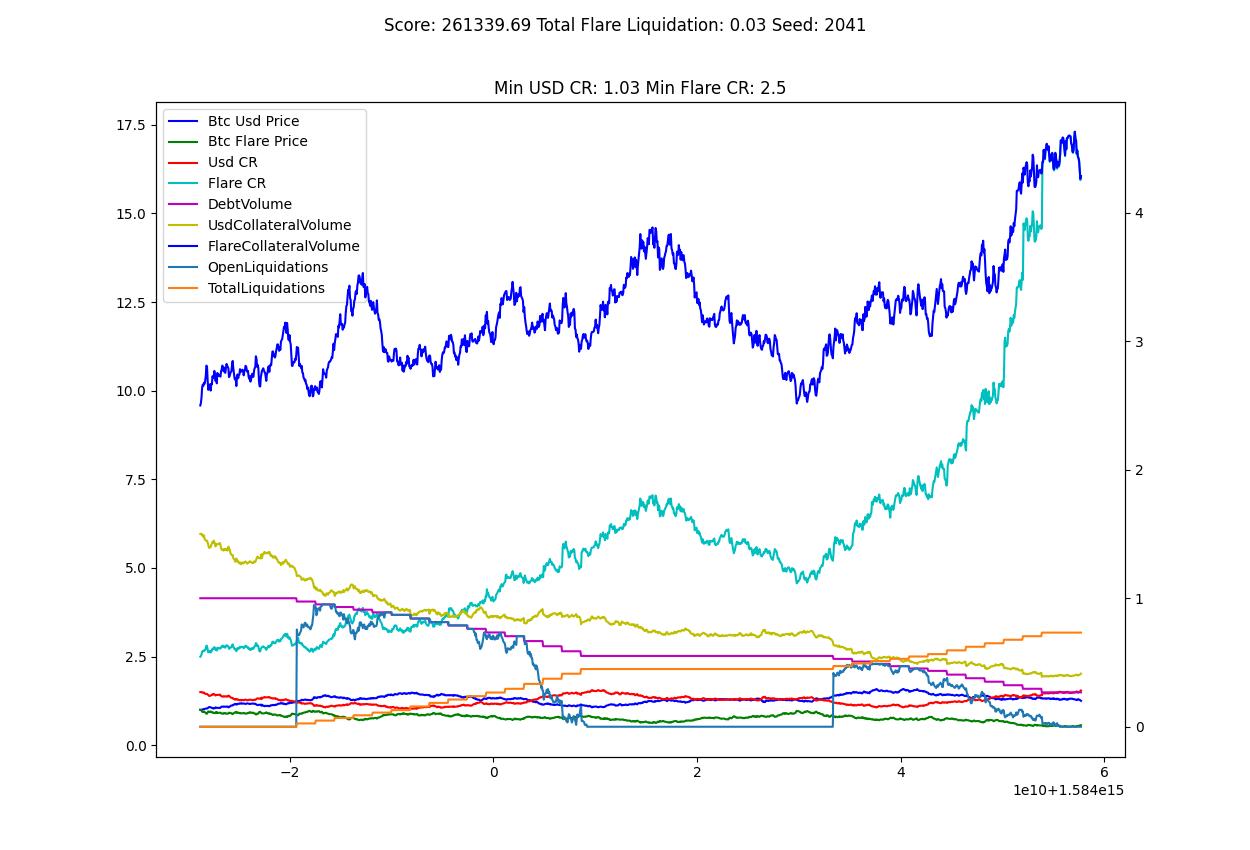 Score: 261339.69 Total Flare Liquidation: 0.03 Seed: 2041
Min USD CR: 1.03 Min Flare CR: 2.5
Btc Usd Price
Btc Flare Price
Usd CR
Flare CR
DebtVolume
UsdCollateralVolume
FlareCollateralVolume
OpenLiquidations
TotalLiquidations
17.5
15.0
12.5
10.0
7.5
5.0
2.5
0.0
4
3
2
1
0
−2
0
2
4
6
1e10+1.584e15